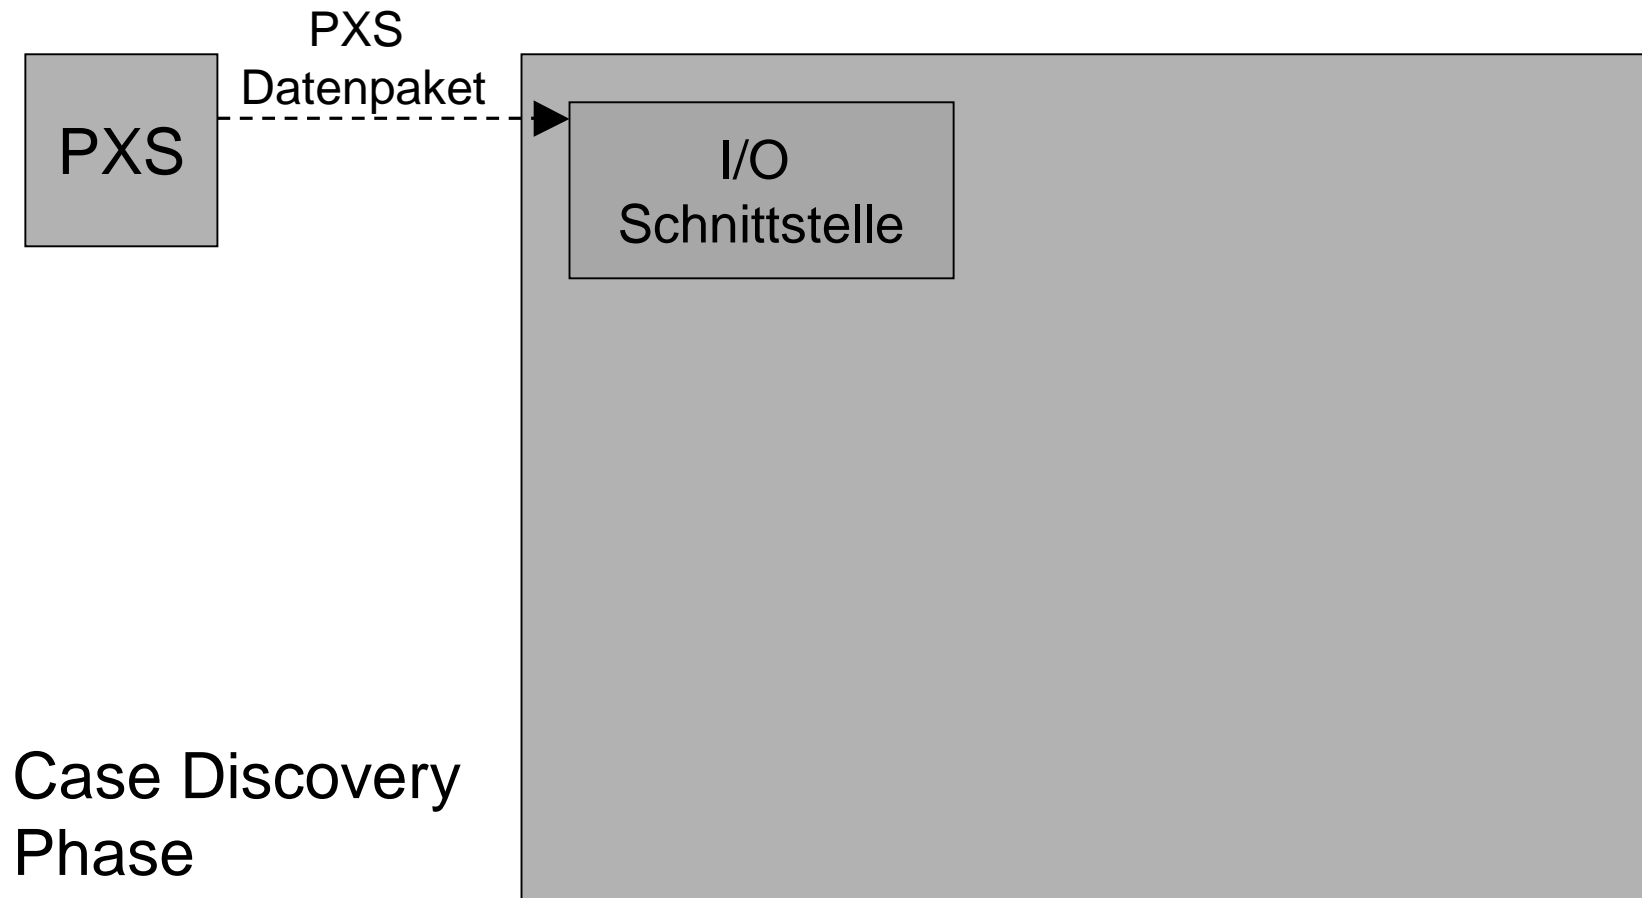 PXS
Datenpaket
PXS
I/O
Schnittstelle
Case Discovery
Phase